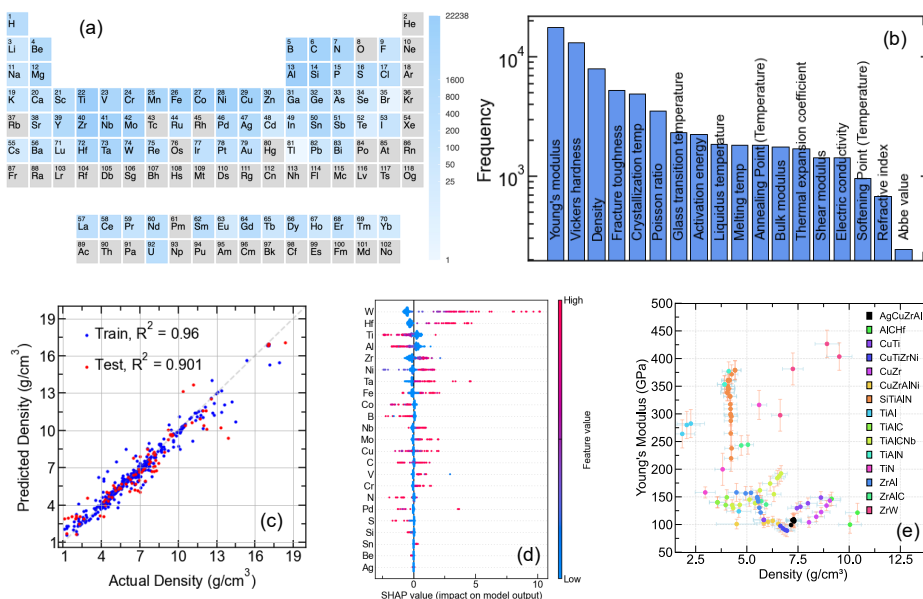 (a)
1 H
2 He
3 Li
4 Be
5 B
6 C
7 N
8 O
9 F
10 Ne
11 Na
12 Mg
13 Al
14 Si
15 P
16 S
17 Cl
18 Ar
19 K
20 Ca
21 Sc
22 Ti
23 V
24 Cr
25 Mn
26 Fe
27 Co
28 Ni
29 Cu
30 Zn
31 Ga
32 Ge
33 As
34 Se
35 Br
36 Kr
37 Rb
38 Sr
39 Y
40 Zr
41 Nb
42 Mo
43 Tc
44 Ru
45 Rh
46 Pd
47 Ag
48 Cd
49 In
50 Sn
51 Sb
52 Te
53 I
54 Xe
55 Cs
56 Ba
71 Lu
72 Hf
73 Ta
74 W
75 Re
76 Os
77 Ir
78 Pt
79 Au
80 Hg
81 Tl
82 Pb
83 Bi
84 Po
85 At
86 Rn
87 Fr
88 Ra
103 Lr
104 Rf
105 Db
106 Sg
107 Bh
108 Hs
109 Mt
110 Ds
111 Rg
112 Cn
113 Nh
114 Fl
115 Mc
116 Lv
117 Ts
118 Og
57 La
58 Ce
59 Pr
60 Nd
61 Pm
62 Sm
63 Eu
64 Gd
65 Tb
66 Dy
67 Ho
68 Er
69 Tm
70 Yb
89 Ac
90 Th
91 Pa
92 U
93 Np
94 Pu
95 Am
96 Cm
97 Bk
98 Cf
99 Es
100 Fm
101 Md
102 No
22238
1600
800
400
200
100
50
25
1
(b)
Frequency
10^4
10^3
Young's modulus
Vickers hardness
Density
Fracture toughness
Crystallization temp
Poisson ratio
Glass transition temperature
Activation energy
Liquidus temperature
Melting temp
Annealing Point (Temperature)
Bulk modulus
Thermal expansion coefficient
Shear modulus
Electric conductivity
Softening Point (Temperature)
Refractive index
Abbe value
Predicted Density (g/cm³)
19
16
13
10
7
4
1
Train, R² = 0.96
Test, R² = 0.901
(c)
1 4 7 10 13 16 19
Actual Density (g/cm³)
W
Hf
Ti
Al
Zr
Ni
Ta
Fe
Co
B
Nb
Mo
Cu
C
V
Cr
N
Pd
S
Si
Sn
Be
Ag
(d)
0 5 10
SHAP value (impact on model output)
High
Feature value
Low
Young's Modulus (GPa)
500
450
400
350
300
250
200
150
100
50
AgCuZrAl
AlCHf
CuTi
CuTiZrNi
CuZr
CuZrAlNi
SiTiAlN
TiAl
TiAlC
TiAlCNb
TiAlN
TiN
ZrAl
ZrAlC
ZrW
(e)
2.5 5.0 7.5 10.0 12.5
Density (g/cm³)